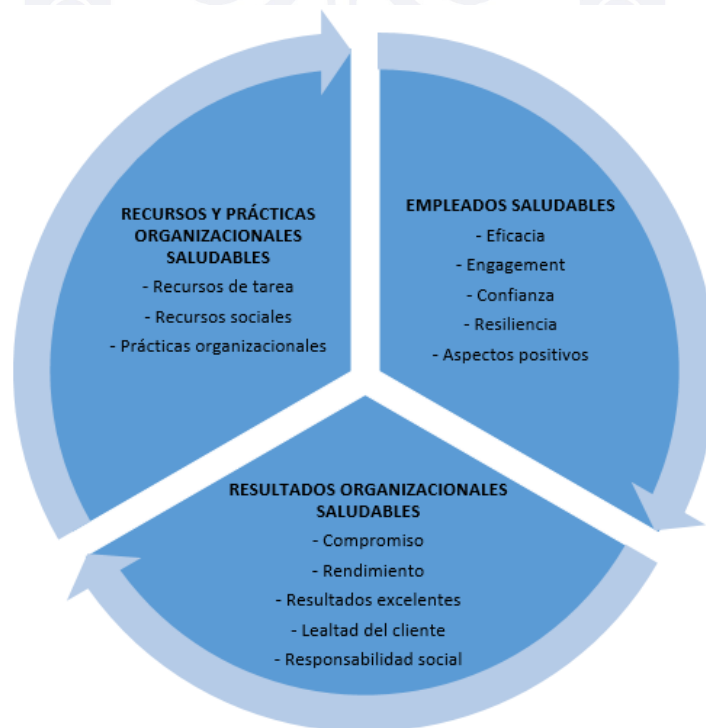 RECURSOS Y PRÁCTICAS
ORGANIZACIONALES
SALUDABLES
- Recursos de tarea
- Recursos sociales
- Prácticas organizacionales
EMPLEADOS SALUDABLES
- Eficacia
- Engagement
- Confianza
- Resiliencia
- Aspectos positivos
RESULTADOS ORGANIZACIONALES
SALUDABLES
- Compromiso
- Rendimiento
- Resultados excelentes
- Lealtad del cliente
- Responsabilidad social